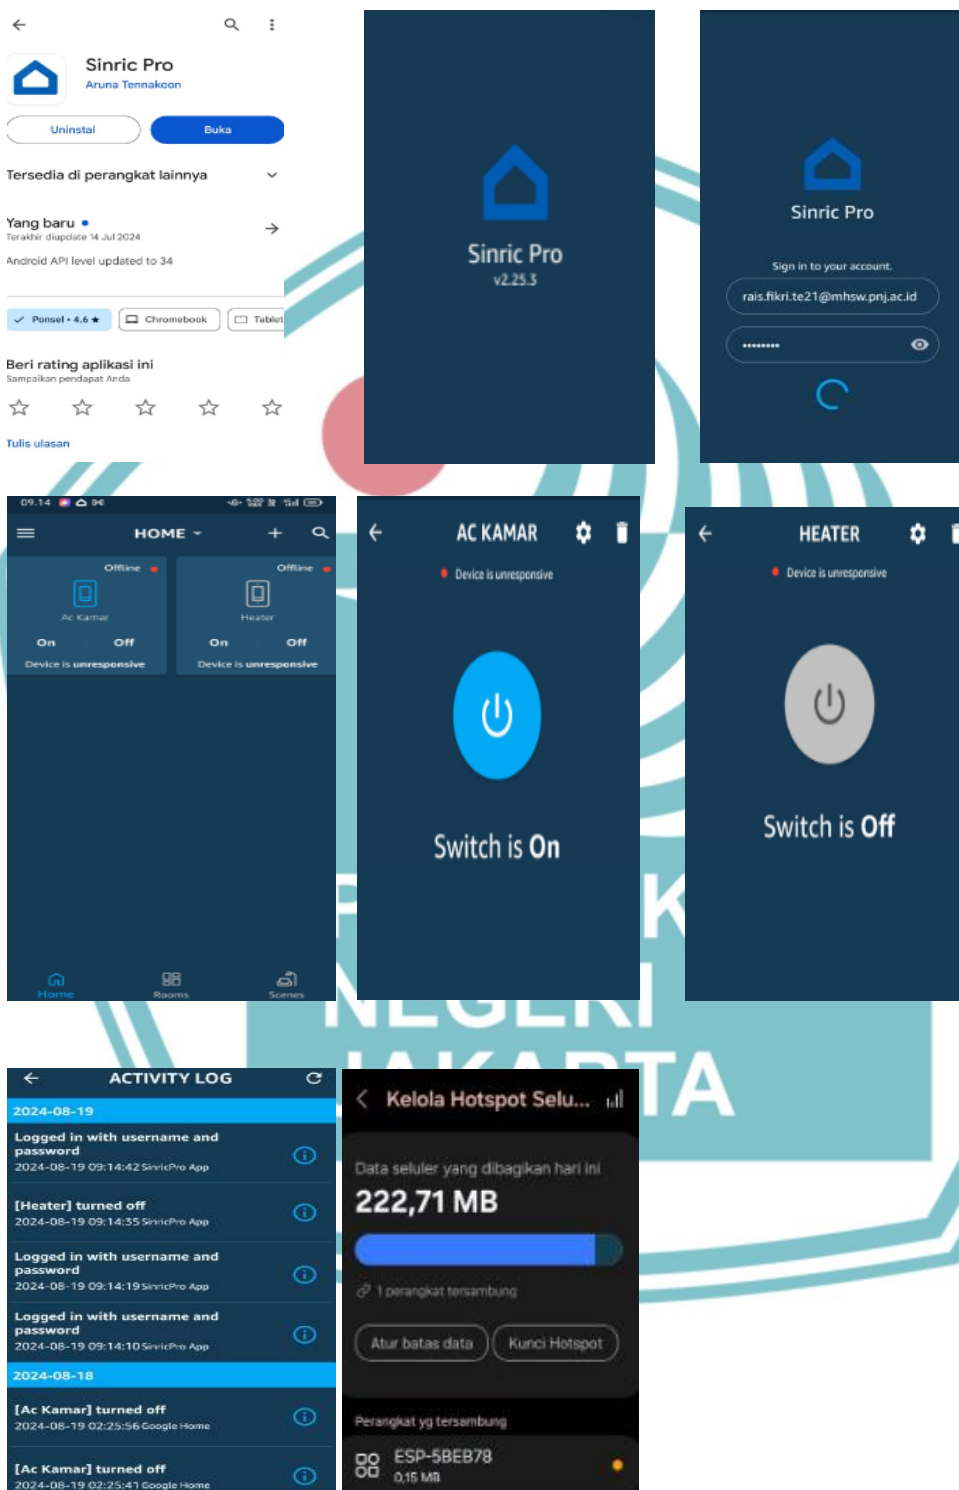 Sinric Pro
Aruna Tennakoon
Uninstal
Buka
Tersedia di perangkat lainnya
Yang baru
Terakhir diupdate 14 Jul 2024
Android API level updated to 34
Ponsel • 4,6 ★
Chromebook
Tablet
Beri rating aplikasi ini
Sampaikan pendapat Anda
Tulis ulasan
Sinric Pro
v2.25.3
Sinric Pro
Sign in to your account.
rais.fikri.te21@mhsw.pnj.ac.id
••••••••
09.14
HOME
Offline
Ac Kamar
On Off
Device is unresponsive
Offline
Heater
On Off
Device is unresponsive
Home
Rooms
Scenes
AC KAMAR
Device is unresponsive
Switch is On
HEATER
Device is unresponsive
Switch is Off
NEGERI
JAKARTA
ACTIVITY LOG
2024-08-19
Logged in with username and
password
2024-08-19 09:14:42 SinricPro App
[Heater] turned off
2024-08-19 09:14:35 SinricPro App
Logged in with username and
password
2024-08-19 09:14:19 SinricPro App
Logged in with username and
password
2024-08-19 09:14:10 SinricPro App
2024-08-18
[Ac Kamar] turned off
2024-08-19 02:25:56 Google Home
[Ac Kamar] turned off
2024-08-19 02:25:41 Google Home
Kelola Hotspot Selu...
Data seluler yang dibagikan hari ini
222,71 MB
1 perangkat tersambung
Atur batas data
Kunci Hotspot
Perangkat yg tersambung
ESP-5BEB78
0,15 MB